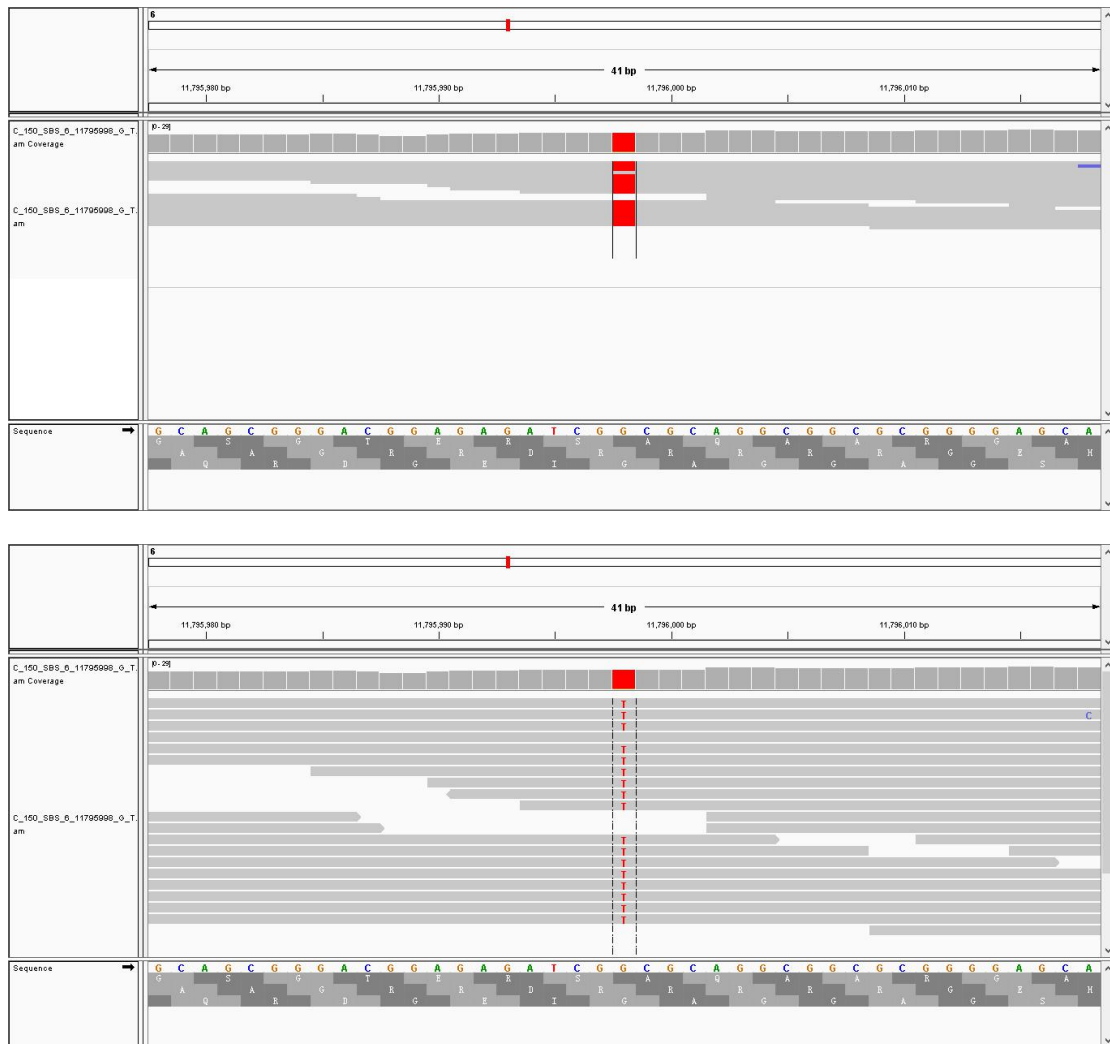 6
41 bp
11,795,980 bp 11,795,990 bp 11,796,000 bp 11,796,010 bp
C_150_SBS_6_11795998_G_T.
am Coverage
[0 - 29]
C_150_SBS_6_11795998_G_T.
am
Sequence G C A G C G G G A C G G A G A G A T C G G C G C A G G C G G C G C G G G G A G C A
G S G T E R S A Q A A R G A
A A G R R D R R R R R G E H
Q R D G E I G A G G A G S
6
41 bp
11,795,980 bp 11,795,990 bp 11,796,000 bp 11,796,010 bp
C_150_SBS_6_11795998_G_T.
am Coverage
[0 - 29]
T
T C
T
T
T
T
T
T
T
C_150_SBS_6_11795998_G_T.
am
T
T
T
T
T
T
T
T
Sequence G C A G C G G G A C G G A G A G A T C G G C G C A G G C G G C G C G G G G A G C A
G S G T E R S A Q A A R G A
A A G R R D R R R R R G E H
Q R D G E I G A G G A G S